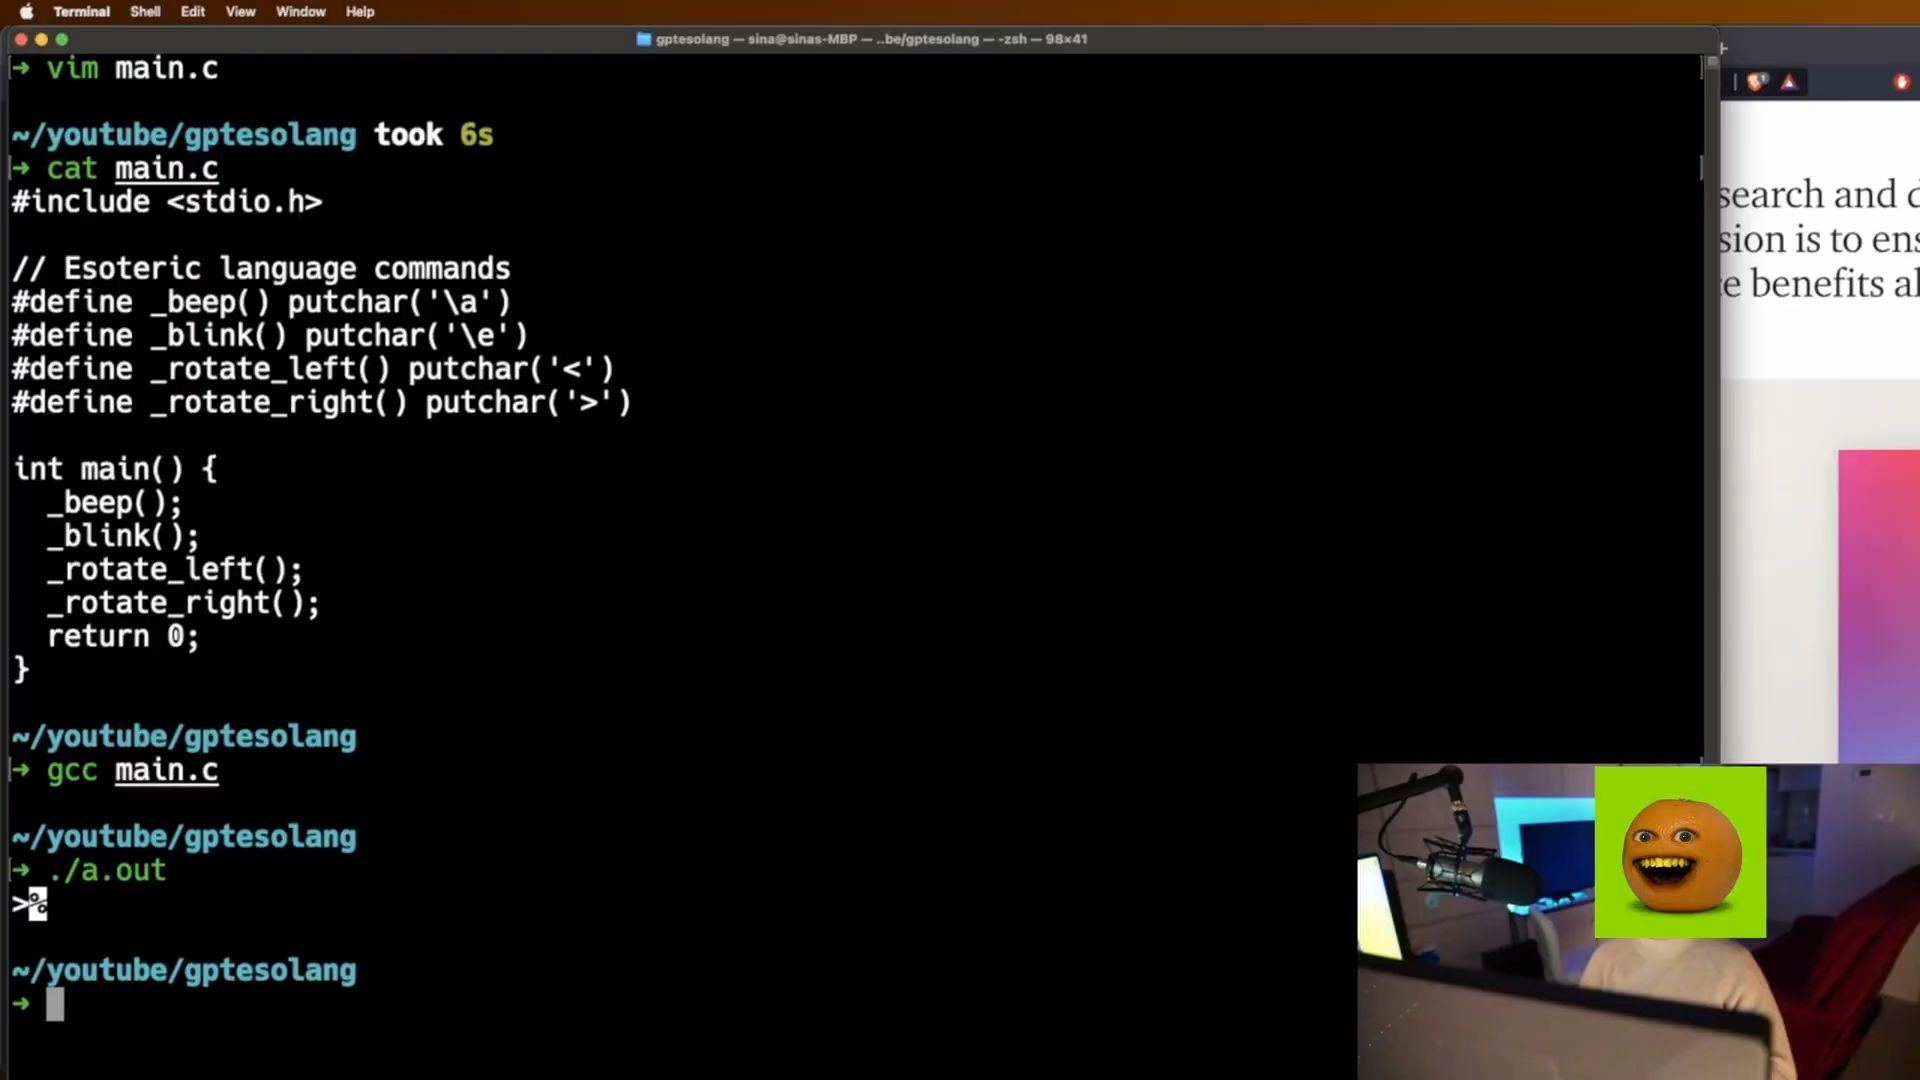 Terminal Shell Edit View Window Help
gptesolang — sina@sinas-MBP — ..be/gptesolang — -zsh — 98×41
→ vim main.c
~/youtube/gptesolang took 6s
→ cat main.c
#include <stdio.h>
// Esoteric language commands
#define _beep() putchar('\a')
#define _blink() putchar('\e')
#define _rotate_left() putchar('<')
#define _rotate_right() putchar('>')
int main() {
  _beep();
  _blink();
  _rotate_left();
  _rotate_right();
  return 0;
}
~/youtube/gptesolang
→ gcc main.c
~/youtube/gptesolang
→ ./a.out
>%
~/youtube/gptesolang
→
search and d
sion is to ens
e benefits al